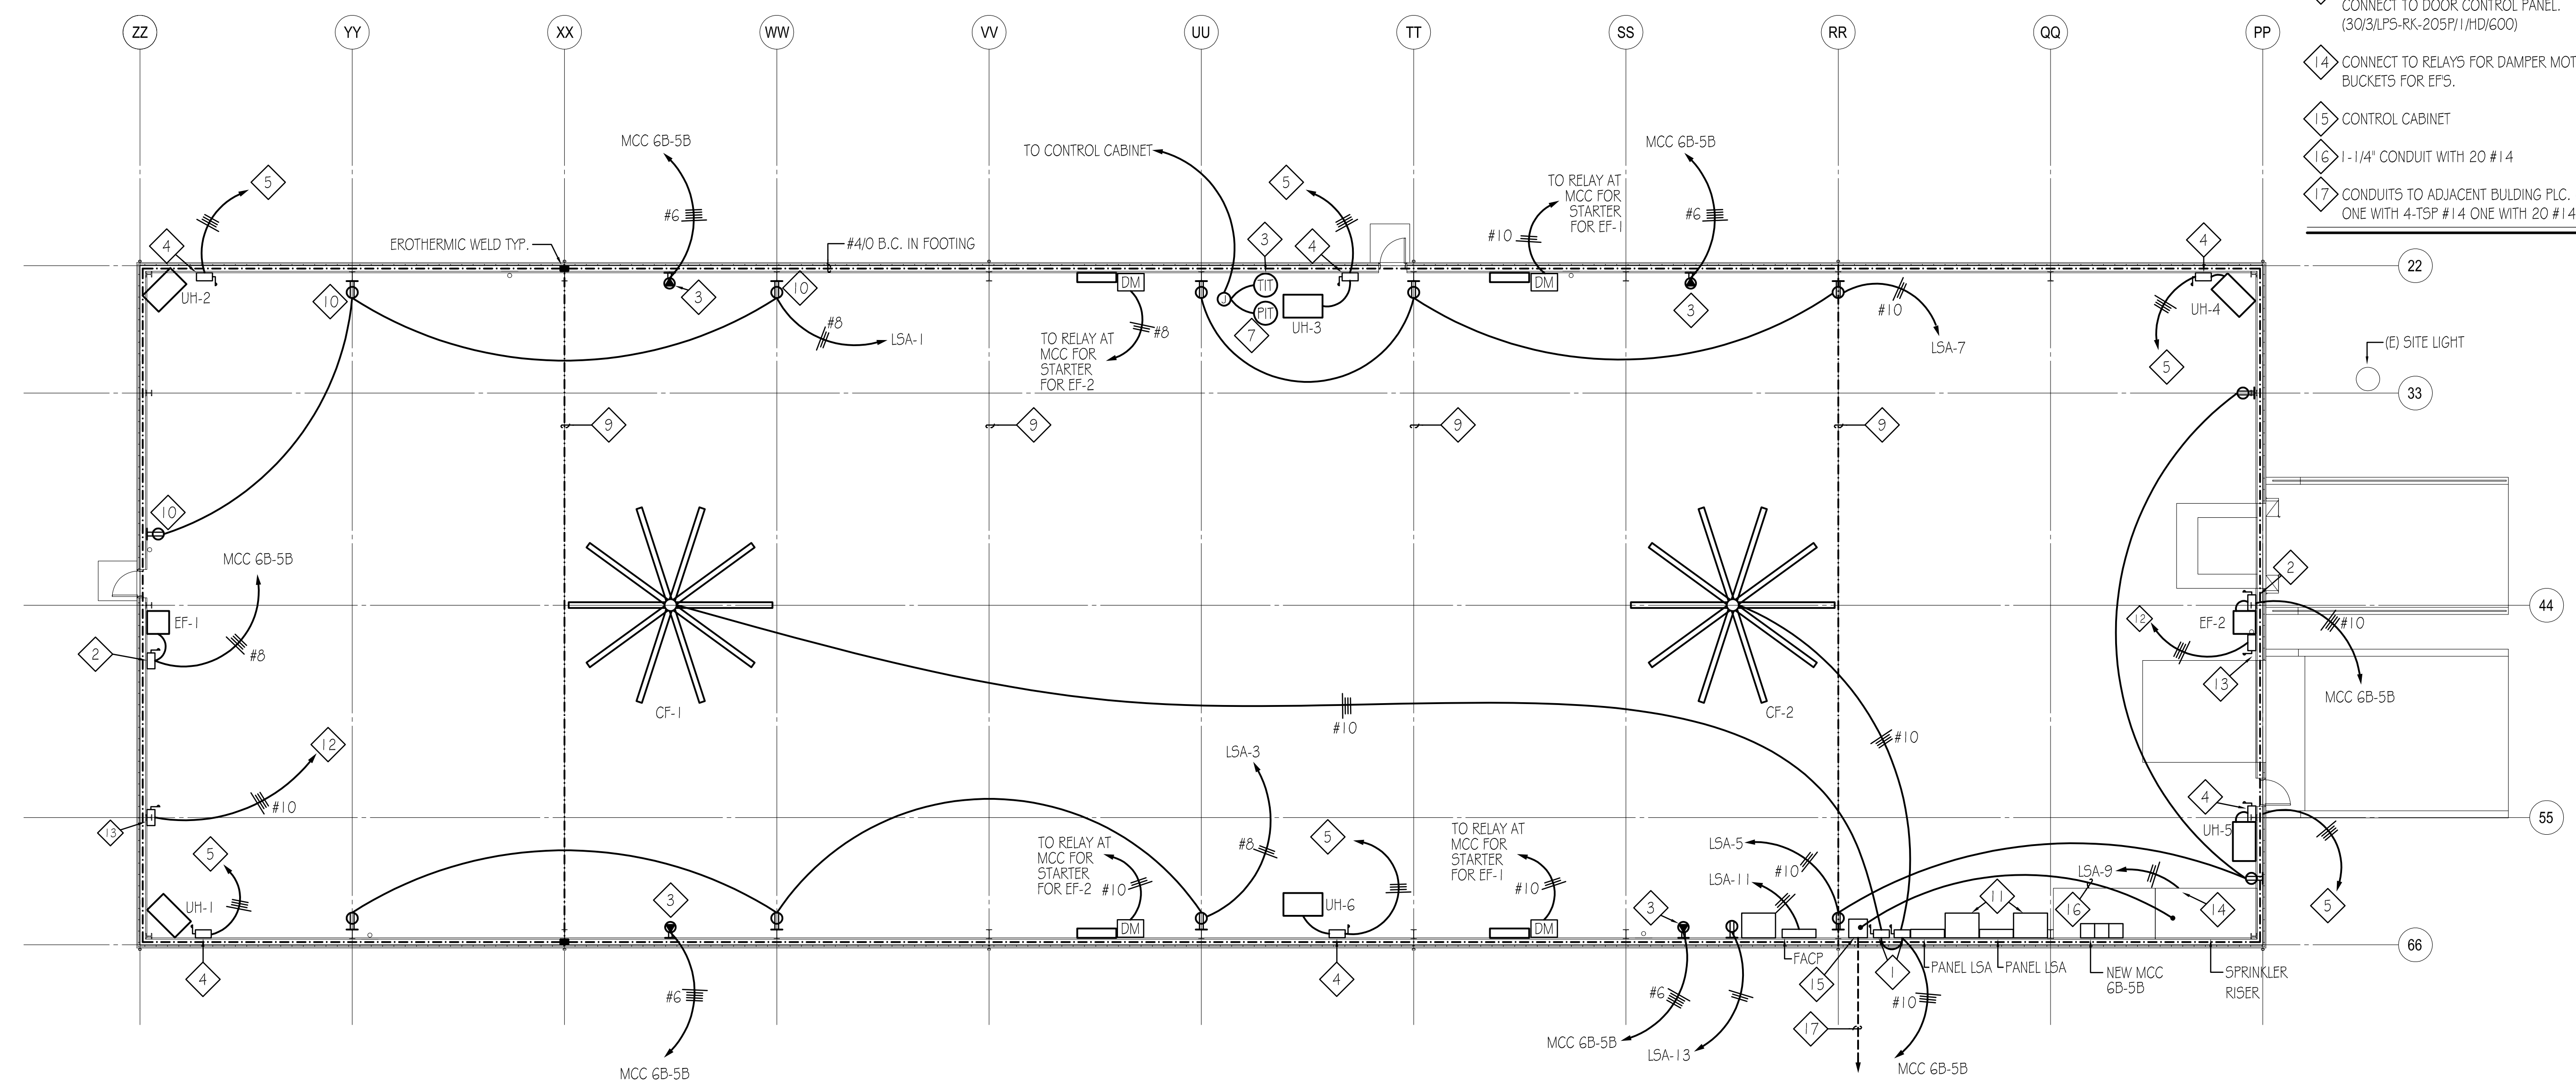 ZZ
YY
XX
WW
VV
UU
TT
SS
RR
QQ
PP
CONNECT TO DOOR CONTROL PANEL.
(30/3/LPS-RK-205P/1/HD/600)
14 CONNECT TO RELAYS FOR DAMPER MOT
BUCKETS FOR EF'S.
15 CONTROL CABINET
16 1-1/4" CONDUIT WITH 20 #14
17 CONDUITS TO ADJACENT BULDING PLC.
ONE WITH 4-TSP #14 ONE WITH 20 #14
MCC 6B-5B
#6
TO CONTROL CABINET
5
5
TO RELAY AT
MCC FOR
STARTER
FOR EF-1
#10
MCC 6B-5B
#6
4
EROTHERMIC WELD TYP.
#4/0 B.C. IN FOOTING
3
4
4
22
UH-2
10
3
10
DM
J
TIT
PIT
7
UH-3
DM
3
#10
UH-4
#8
LSA-1
TO RELAY AT
MCC FOR
STARTER
FOR EF-2
#8
LSA-7
5
(E) SITE LIGHT
33
9
9
9
9
10
MCC 6B-5B
EF-1
#8
2
2
44
EF-2
12
#10
13
MCC 6B-5B
CF-1
CF-2
#10
#10
12
#10
13
LSA-3
#8
4
55
UH-5
5
5
UH-1
4
3
#6
MCC 6B-5B
TO RELAY AT
MCC FOR
STARTER
FOR EF-2
#10
DM
5
UH-6
4
TO RELAY AT
MCC FOR
STARTER
FOR EF-1
#10
DM
LSA-5
#10
LSA-11
3
#6
MCC 6B-5B
LSA-13
FACP
15
17
1
#10
MCC 6B-5B
11
PANEL LSA
PANEL LSA
16
LSA-9
14
NEW MCC
6B-5B
SPRINKLER
RISER
5
66